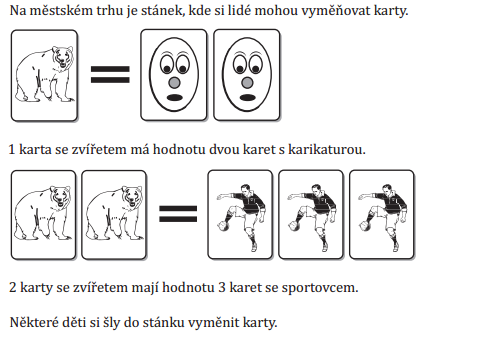 Na městském trhu je stánek, kde si lidé mohou vyměňovat karty.
1 karta se zvířetem má hodnotu dvou karet s karikaturou.
2 karty se zvířetem mají hodnotu 3 karet se sportovcem.
Některé děti si šly do stánku vyměnit karty.